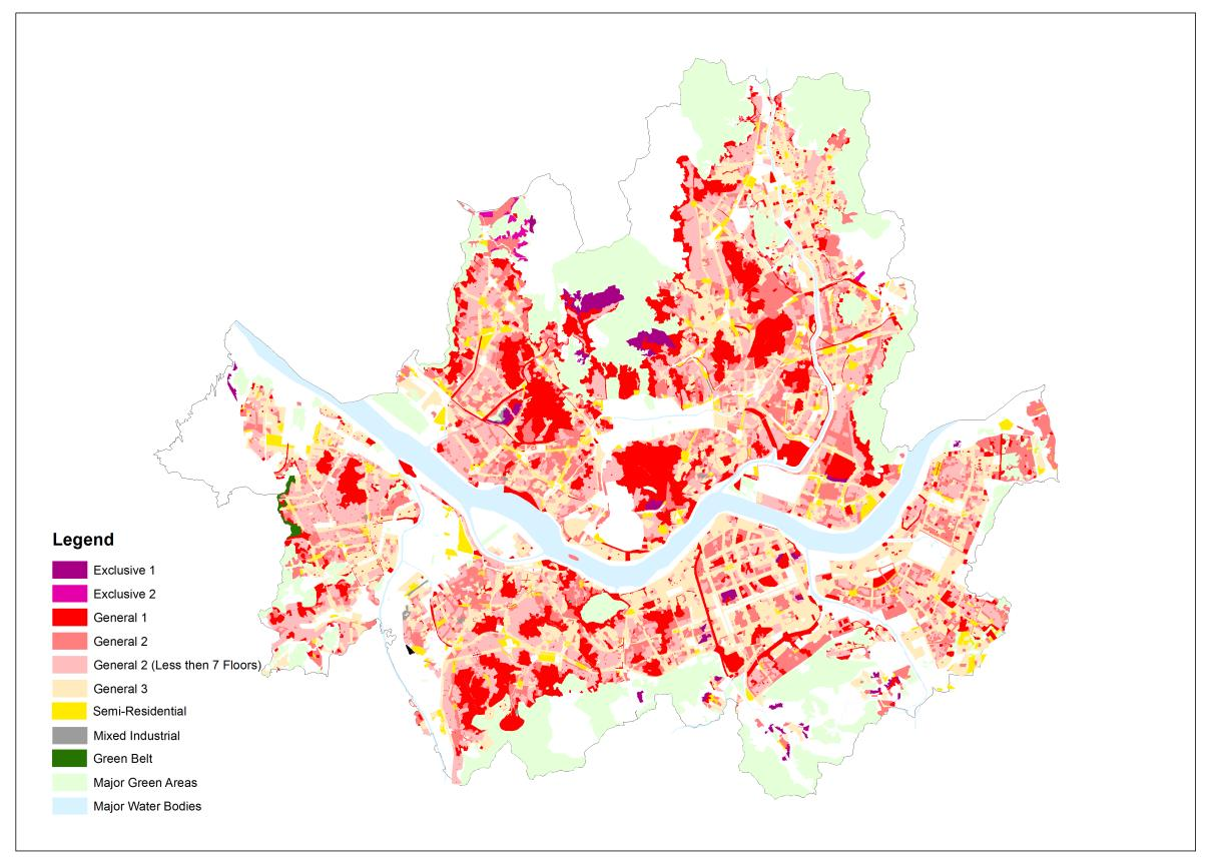 Legend
Exclusive 1
Exclusive 2
General 1
General 2
General 2 (Less then 7 Floors)
General 3
Semi-Residential
Mixed Industrial
Green Belt
Major Green Areas
Major Water Bodies